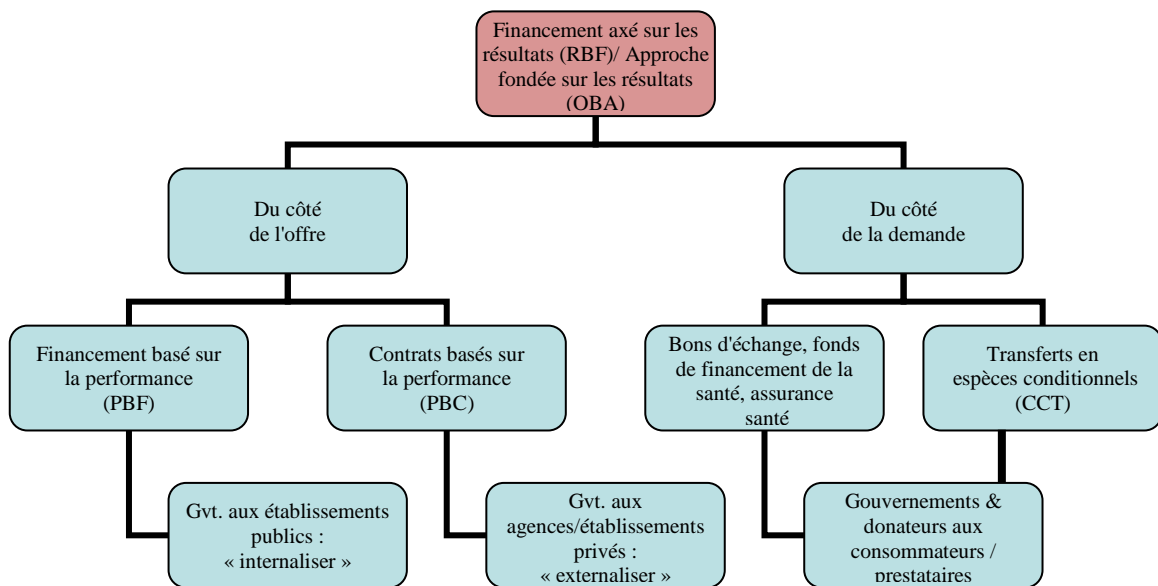 Financement axé sur les
résultats (RBF)/ Approche
fondée sur les résultats
(OBA)
Du côté
de l'offre
Du côté
de la demande
Financement basé sur
la performance
(PBF)
Contrats basés sur
la performance
(PBC)
Bons d'échange, fonds
de financement de la
santé, assurance
santé
Transferts en
espèces conditionnels
(CCT)
Gvt. aux établissements
publics :
« internaliser »
Gvt. aux
agences/établissements
privés :
« externaliser »
Gouvernements &
donateurs aux
consommateurs /
prestataires